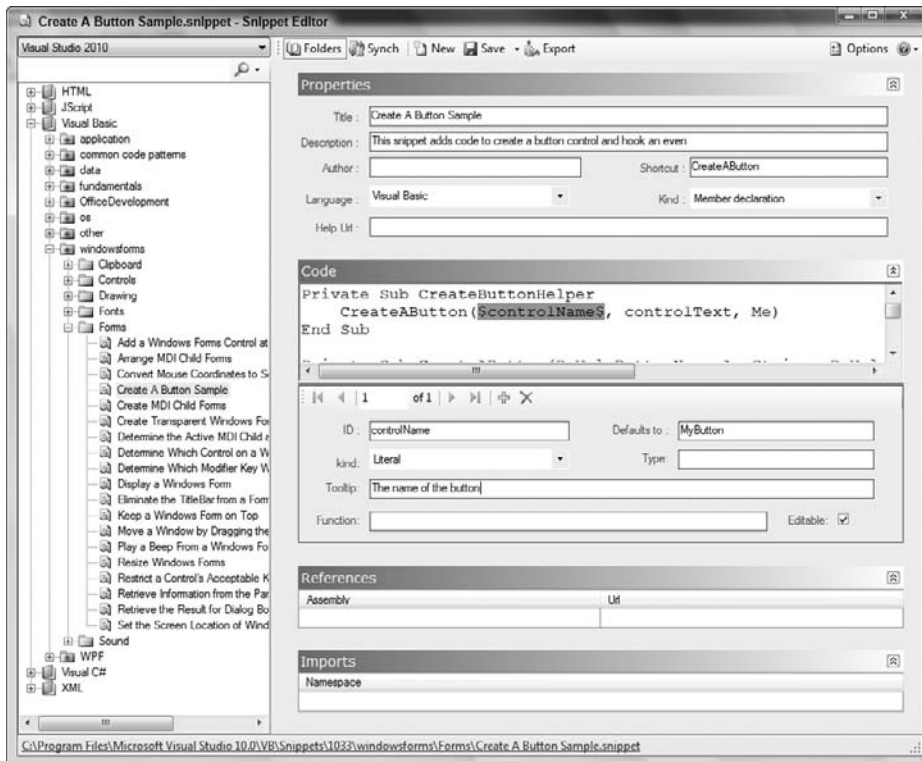 Create A Button Sample.snippet - Snippet Editor
Visual Studio 2010
Folders Synch New Save Export Options
HTML
JScript
Visual Basic
application
common code patterns
data
fundamentals
OfficeDevelopment
os
other
windowsforms
Clipboard
Controls
Drawing
Fonts
Forms
Add a Windows Forms Control at
Arrange MDI Child Forms
Convert Mouse Coordinates to Sc
Create A Button Sample
Create MDI Child Forms
Create Transparent Windows For
Determine the Active MDI Child a
Determine Which Control on a W
Determine Which Modifier Key W
Display a Windows Form
Eliminate the TitleBar from a Form
Keep a Windows Form on Top
Move a Window by Dragging the
Play a Beep From a Windows Fo
Resize Windows Forms
Restrict a Control's Acceptable K
Retrieve Information from the Par
Retrieve the Result for Dialog Bo
Set the Screen Location of Wind
Sound
WPF
Visual C#
XML
Properties
Title : Create A Button Sample
Description : This snippet adds code to create a button control and hook an even
Author : Shortcut : CreateAButton
Language : Visual Basic Kind : Member declaration
Help Url :
Code
Private Sub CreateButtonHelper
CreateAButton($controlName$, controlText, Me)
End Sub
1 of 1
ID : controlName Defaults to : MyButton
kind: Literal Type:
Tooltip: The name of the button
Function: Editable:
References
Assembly Url
Imports
Namespace
C:\Program Files\Microsoft Visual Studio 10.0\VB\Snippets\1033\windowsforms\Forms\Create A Button Sample.snippet